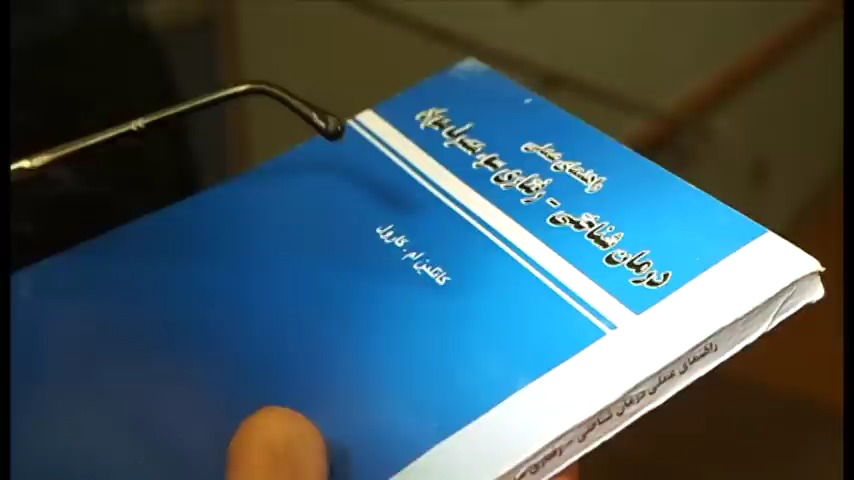 راهنمای عملی
درمان شناختی - رفتاری سوء مصرف مواد
کاتلین ام. کارول
راهنمای عملی درمان شناختی - رفتاری